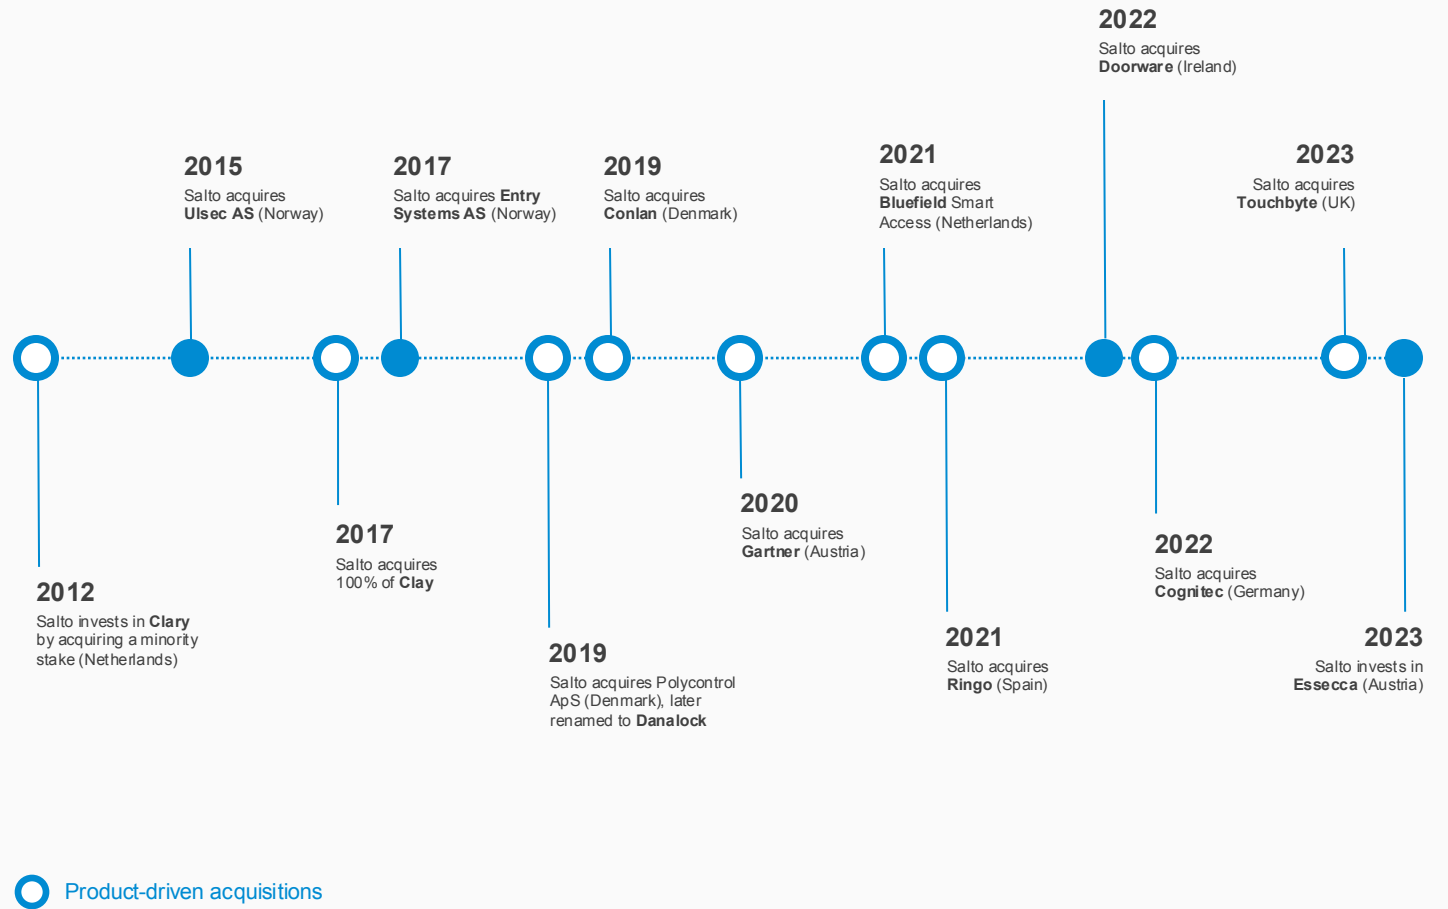 2012
Salto invests in Clary
by acquiring a minority
stake (Netherlands)
2015
Salto acquires
Ulsec AS (Norway)
2017
Salto acquires
100% of Clay
2017
Salto acquires Entry
Systems AS (Norway)
2019
Salto acquires Polycontrol
ApS (Denmark), later
renamed to Danalock
2019
Salto acquires
Conlan (Denmark)
2020
Salto acquires
Gartner (Austria)
2021
Salto acquires
Bluefield Smart
Access (Netherlands)
2021
Salto acquires
Ringo (Spain)
2022
Salto acquires
Doorware (Ireland)
2022
Salto acquires
Cognitec (Germany)
2023
Salto acquires
Touchbyte (UK)
2023
Salto invests in
Essecca (Austria)
Product-driven acquisitions